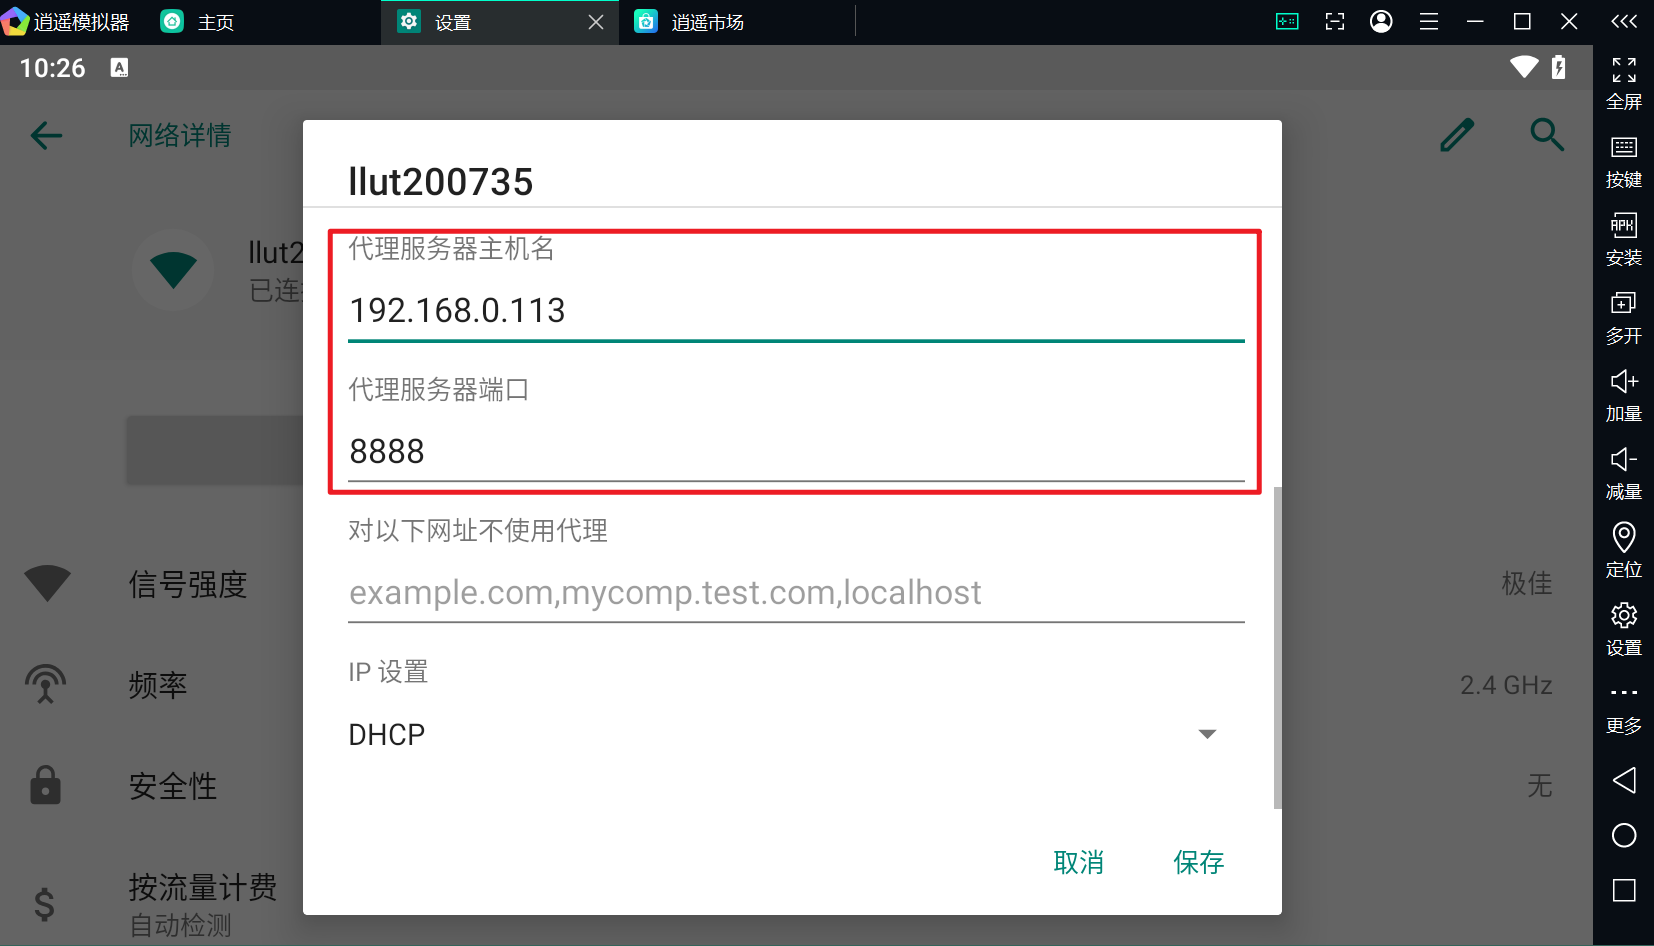 逍遥模拟器
主页
设置
逍遥市场
10:26
A
全屏
网络详情
llut200735
按键
代理服务器主机名
APK
llut2
安装
已连
192.168.0.113
多开
代理服务器端口
加量
8888
减量
对以下网址不使用代理
定位
信号强度
example.com,mycomp.test.com,localhost
极佳
设置
IP 设置
频率
2.4 GHz
更多
DHCP
安全性
无
取消
保存
按流量计费
自动检测